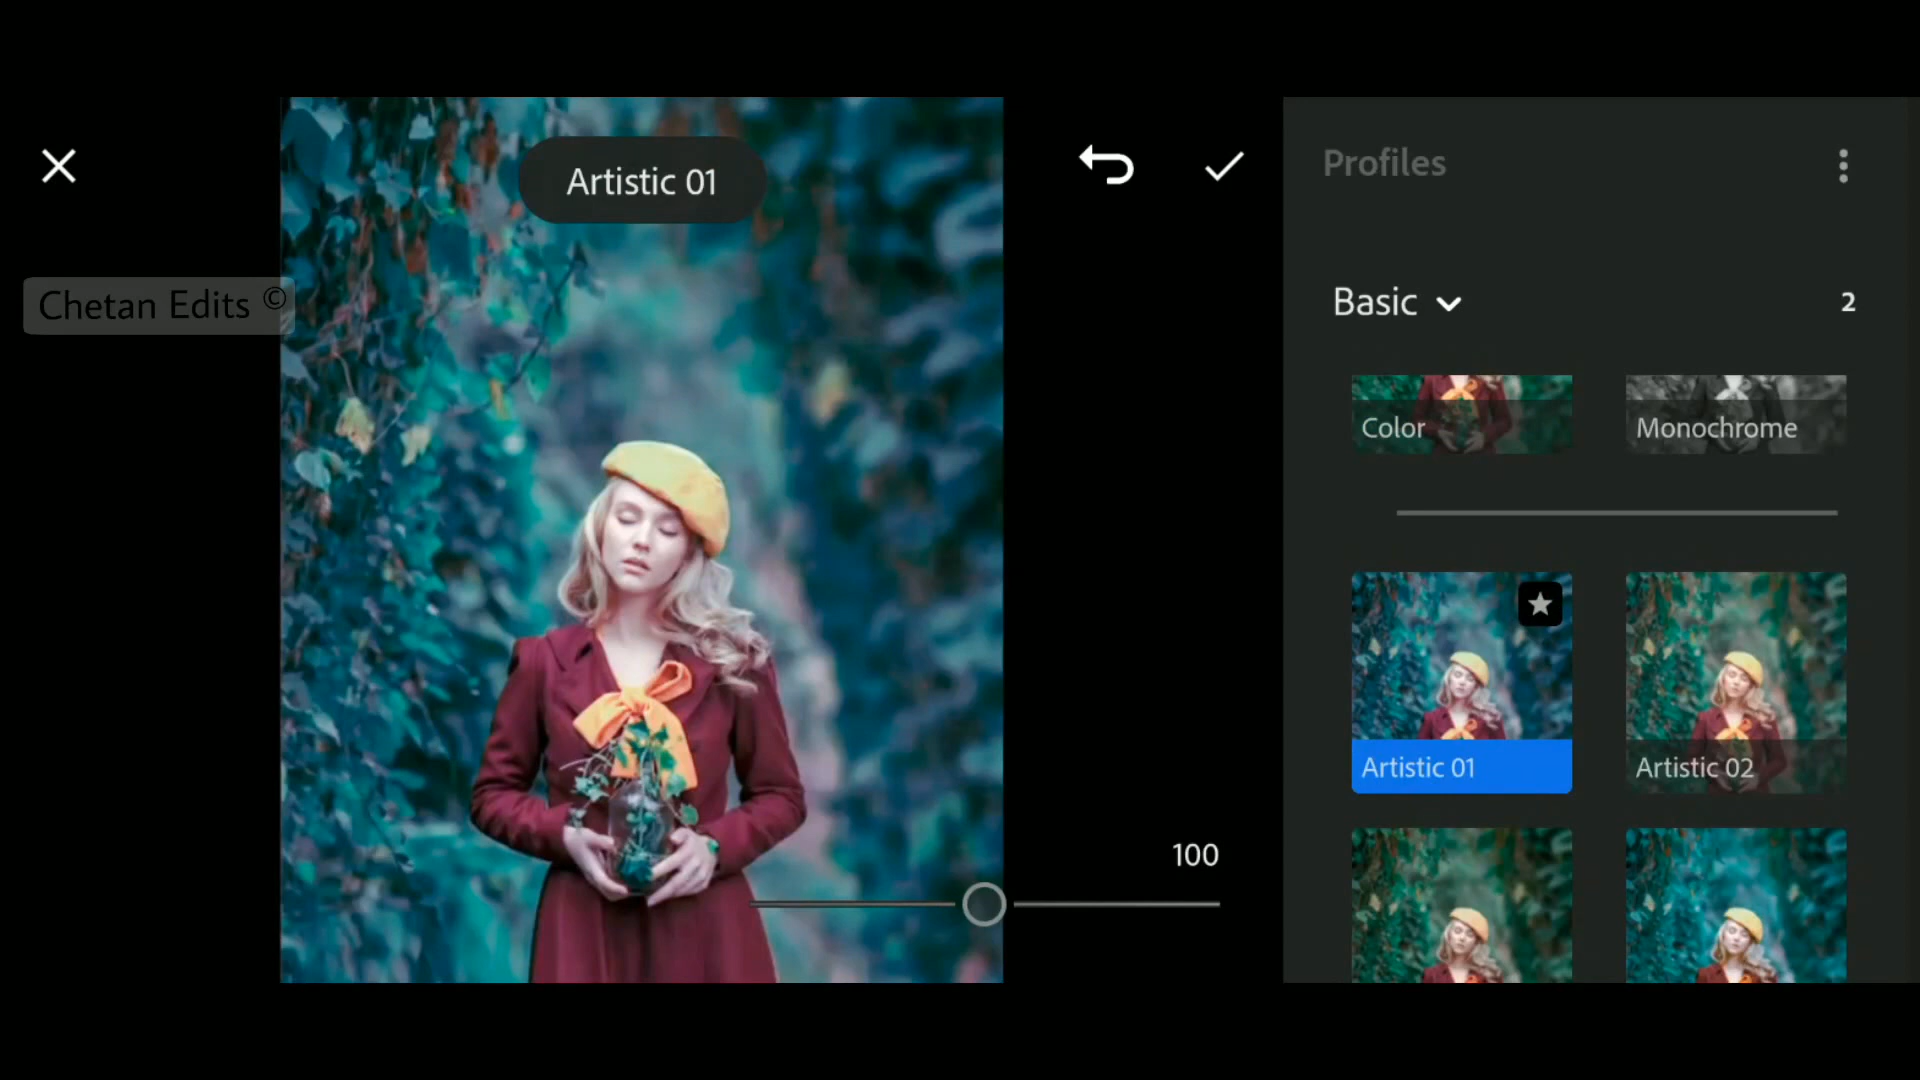 Artistic 01
Profiles
Chetan Edits ©
Basic
2
Color
Monochrome
Artistic 01
Artistic 02
100